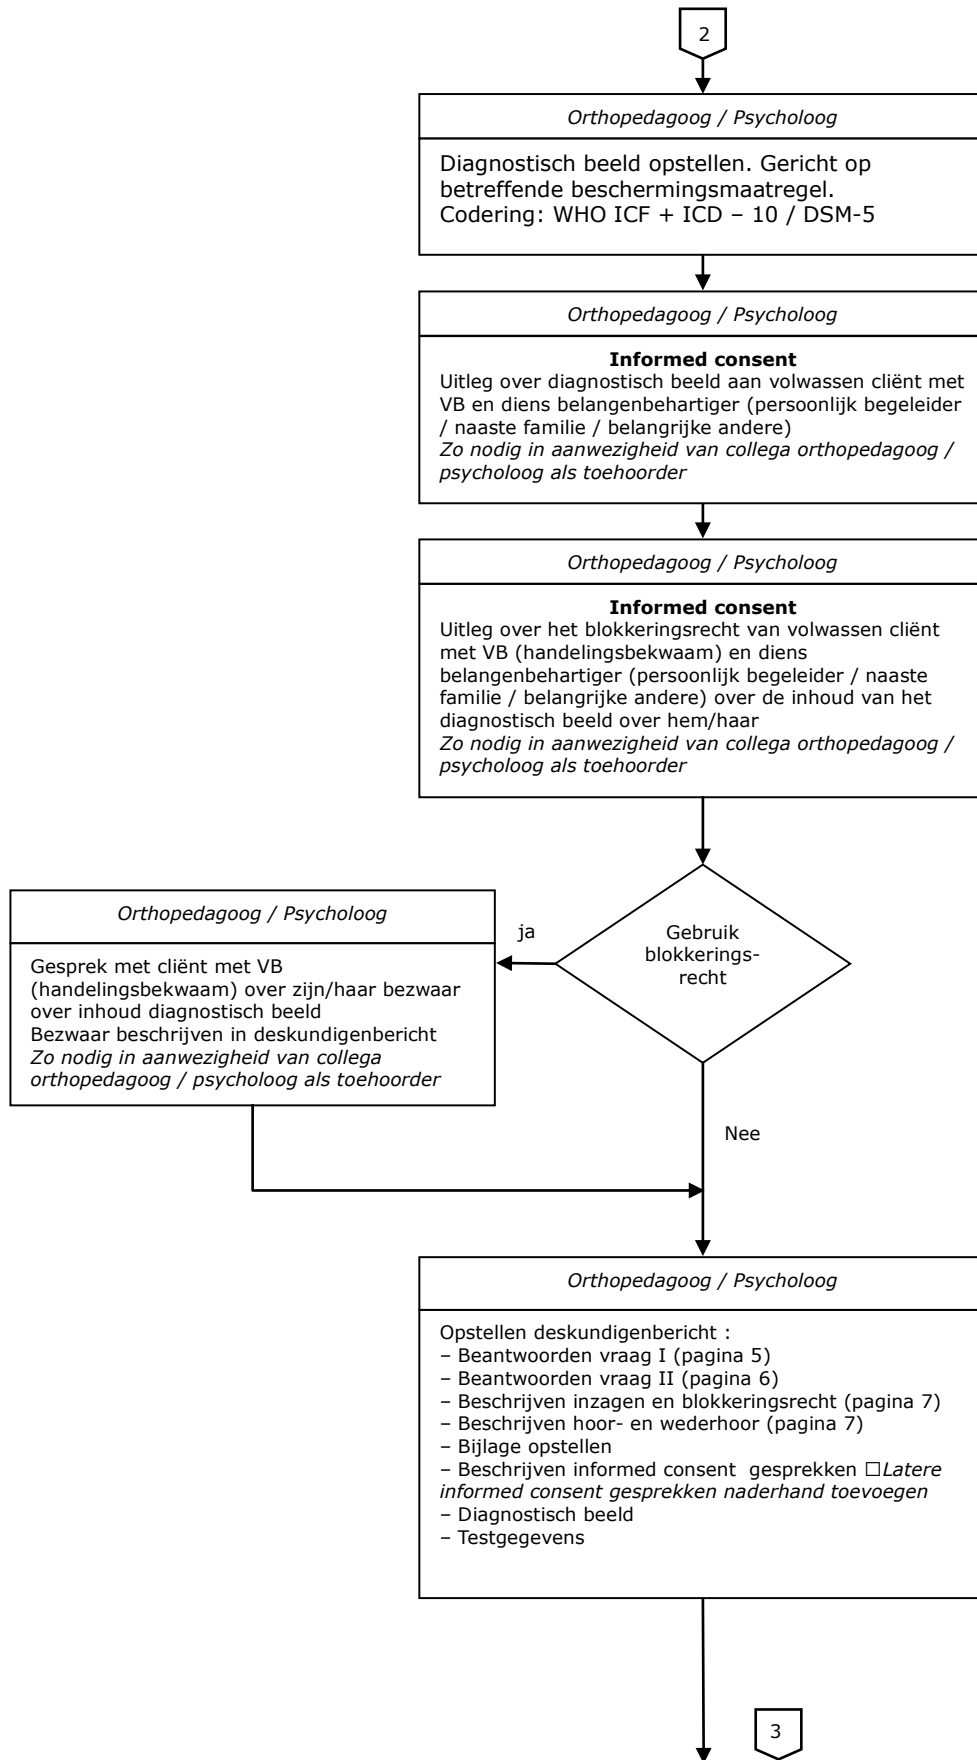 2
Orthopedagoog / Psycholoog
Diagnostisch beeld opstellen. Gericht op
betreffende beschermingsmaatregel.
Codering: WHO ICF + ICD – 10 / DSM-5
Orthopedagoog / Psycholoog
Informed consent
Uitleg over diagnostisch beeld aan volwassen cliënt met
VB en diens belangenbehartiger (persoonlijk begeleider
/ naaste familie / belangrijke andere)
Zo nodig in aanwezigheid van collega orthopedagoog /
psycholoog als toehoorder
Orthopedagoog / Psycholoog
Informed consent
Uitleg over het blokkeringsrecht van volwassen cliënt
met VB (handelingsbekwaam) en diens
belangenbehartiger (persoonlijk begeleider / naaste
familie / belangrijke andere) over de inhoud van het
diagnostisch beeld over hem/haar
Zo nodig in aanwezigheid van collega orthopedagoog /
psycholoog als toehoorder
Gebruik
blokkerings-
recht
ja
Orthopedagoog / Psycholoog
Gesprek met cliënt met VB
(handelingsbekwaam) over zijn/haar bezwaar
over inhoud diagnostisch beeld
Bezwaar beschrijven in deskundigenbericht
Zo nodig in aanwezigheid van collega
orthopedagoog / psycholoog als toehoorder
Nee
Orthopedagoog / Psycholoog
Opstellen deskundigenbericht :
– Beantwoorden vraag I (pagina 5)
– Beantwoorden vraag II (pagina 6)
– Beschrijven inzagen en blokkeringsrecht (pagina 7)
– Beschrijven hoor- en wederhoor (pagina 7)
– Bijlage opstellen
– Beschrijven informed consent  gesprekken □Latere
informed consent gesprekken naderhand toevoegen
– Diagnostisch beeld
– Testgegevens
3